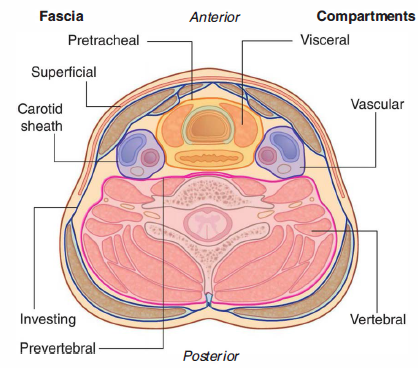 Fascia
Anterior
Compartments
Pretracheal
Visceral
Superficial
Carotid
sheath
Vascular
Investing
Vertebral
Prevertebral
Posterior